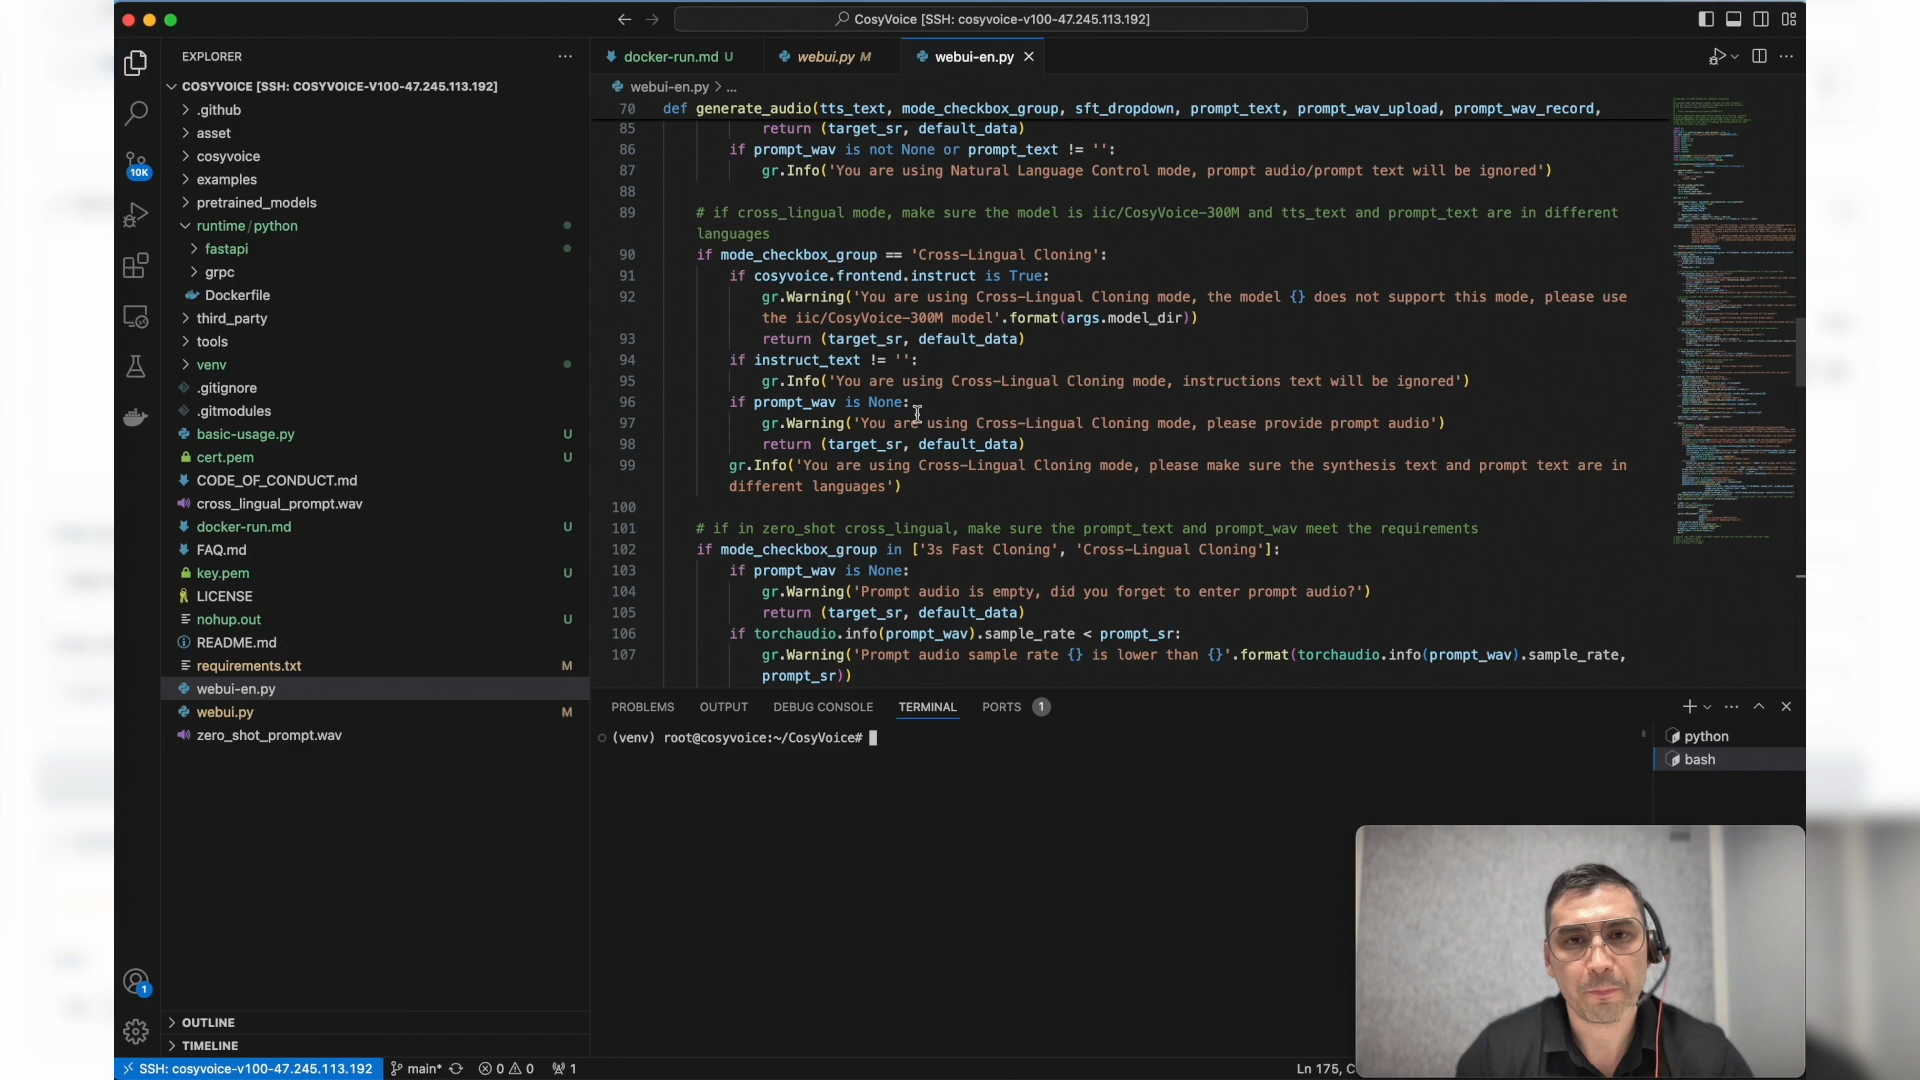 CosyVoice [SSH: cosyvoice-v100-47.245.113.192]
EXPLORER
COSYVOICE [SSH: COSYVOICE-V100-47.245.113.192]
.github
asset
cosyvoice
examples
pretrained_models
runtime / python
fastapi
grpc
Dockerfile
third_party
tools
venv
.gitignore
.gitmodules
basic-usage.py U
cert.pem U
CODE_OF_CONDUCT.md
cross_lingual_prompt.wav
docker-run.md U
FAQ.md
key.pem U
LICENSE
nohup.out U
README.md
requirements.txt M
webui-en.py
webui.py M
zero_shot_prompt.wav
OUTLINE
TIMELINE
10K
1
docker-run.md U
webui.py M
webui-en.py
webui-en.py > ...
70 def generate_audio(tts_text, mode_checkbox_group, sft_dropdown, prompt_text, prompt_wav_upload, prompt_wav_record,
85 return (target_sr, default_data)
86 if prompt_wav is not None or prompt_text != '':
87 gr.Info('You are using Natural Language Control mode, prompt audio/prompt text will be ignored')
88
89 # if cross_lingual mode, make sure the model is iic/CosyVoice-300M and tts_text and prompt_text are in different
languages
90 if mode_checkbox_group == 'Cross-Lingual Cloning':
91 if cosyvoice.frontend.instruct is True:
92 gr.Warning('You are using Cross-Lingual Cloning mode, the model {} does not support this mode, please use
the iic/CosyVoice-300M model'.format(args.model_dir))
93 return (target_sr, default_data)
94 if instruct_text != '':
95 gr.Info('You are using Cross-Lingual Cloning mode, instructions text will be ignored')
96 if prompt_wav is None:
97 gr.Warning('You are using Cross-Lingual Cloning mode, please provide prompt audio')
98 return (target_sr, default_data)
99 gr.Info('You are using Cross-Lingual Cloning mode, please make sure the synthesis text and prompt text are in
different languages')
100
101 # if in zero_shot cross_lingual, make sure the prompt_text and prompt_wav meet the requirements
102 if mode_checkbox_group in ['3s Fast Cloning', 'Cross-Lingual Cloning']:
103 if prompt_wav is None:
104 gr.Warning('Prompt audio is empty, did you forget to enter prompt audio?')
105 return (target_sr, default_data)
106 if torchaudio.info(prompt_wav).sample_rate < prompt_sr:
107 gr.Warning('Prompt audio sample rate {} is lower than {}'.format(torchaudio.info(prompt_wav).sample_rate,
prompt_sr))
PROBLEMS OUTPUT DEBUG CONSOLE TERMINAL PORTS 1
(venv) root@cosyvoice:~/CosyVoice#
python
bash
SSH: cosyvoice-v100-47.245.113.192 main* 0 0 1 Ln 175, C